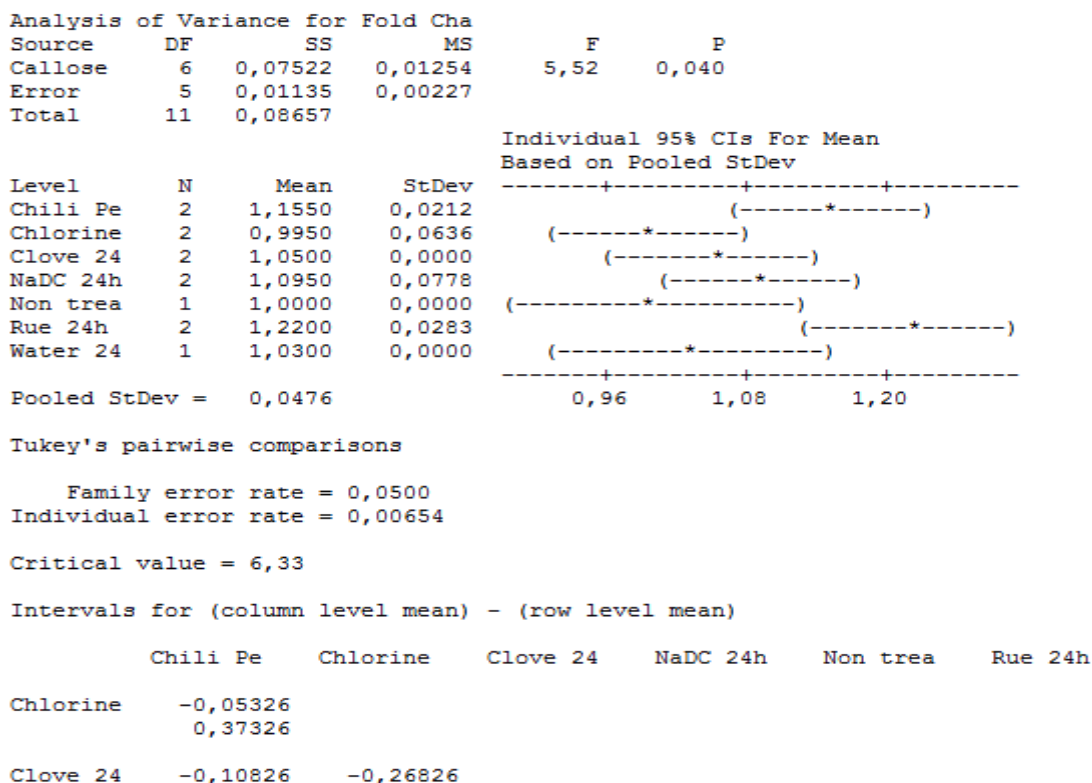 Analysis of Variance for Fold Cha
Source     DF        SS        MS        F        P
Callose     6   0,07522   0,01254     5,52    0,040
Error       5   0,01135   0,00227
Total      11   0,08657
                                   Individual 95% CIs For Mean
                                   Based on Pooled StDev
Level       N      Mean     StDev  -------+---------+---------+---------
Chili Pe    2    1,1550    0,0212                  (------*------)
Chlorine    2    0,9950    0,0636     (------*------)
Clove 24    2    1,0500    0,0000         (-------*------)
NaDC 24h    2    1,0950    0,0778             (------*------)
Non trea    1    1,0000    0,0000  (---------*----------)
Rue 24h     2    1,2200    0,0283                       (-------*------)
Water 24    1    1,0300    0,0000     (---------*---------)
                                   -------+---------+---------+---------
Pooled StDev =   0,0476                 0,96      1,08      1,20
Tukey's pairwise comparisons
    Family error rate = 0,0500
Individual error rate = 0,00654
Critical value = 6,33
Intervals for (column level mean) - (row level mean)
          Chili Pe    Chlorine    Clove 24    NaDC 24h    Non trea    Rue 24h
Chlorine    -0,05326
             0,37326
Clove 24    -0,10826    -0,26826